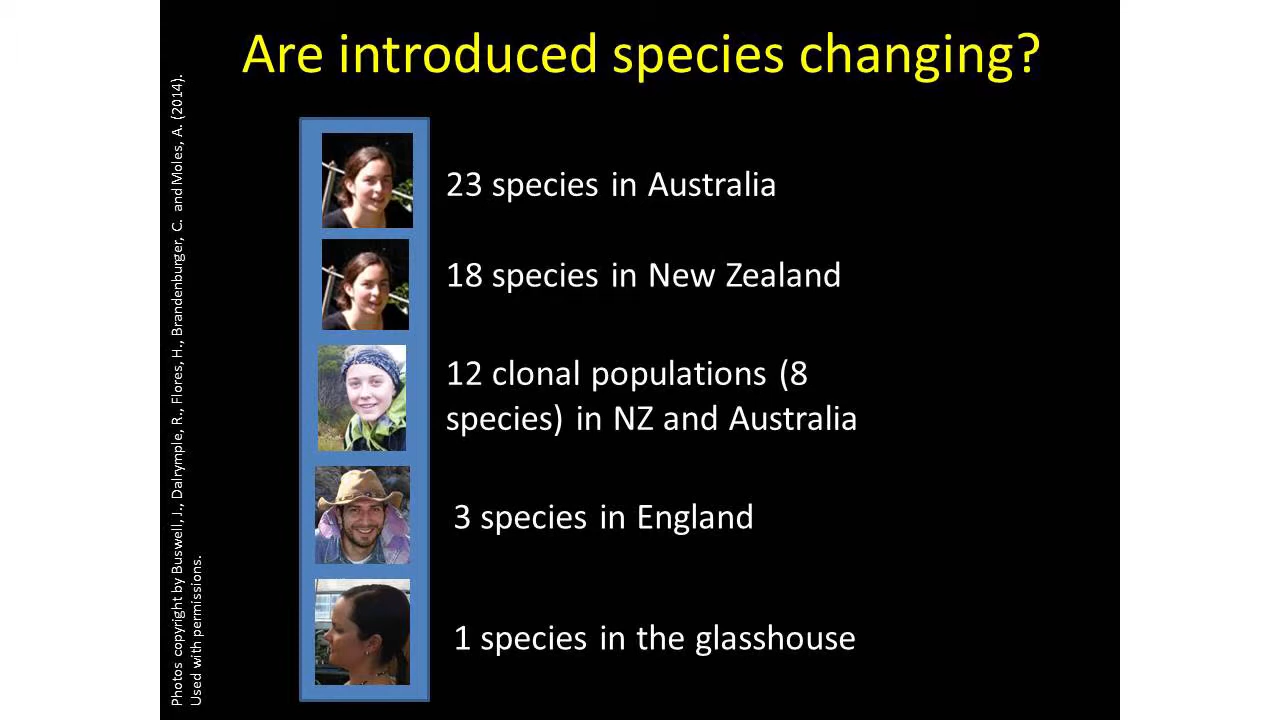 Are introduced species changing?
23 species in Australia
18 species in New Zealand
12 clonal populations (8
species) in NZ and Australia
3 species in England
1 species in the glasshouse
Photos copyright by Buswell, J., Dalrymple, R., Flores, H., Brandenburger, C. and Moles, A. (2014).
Used with permissions.